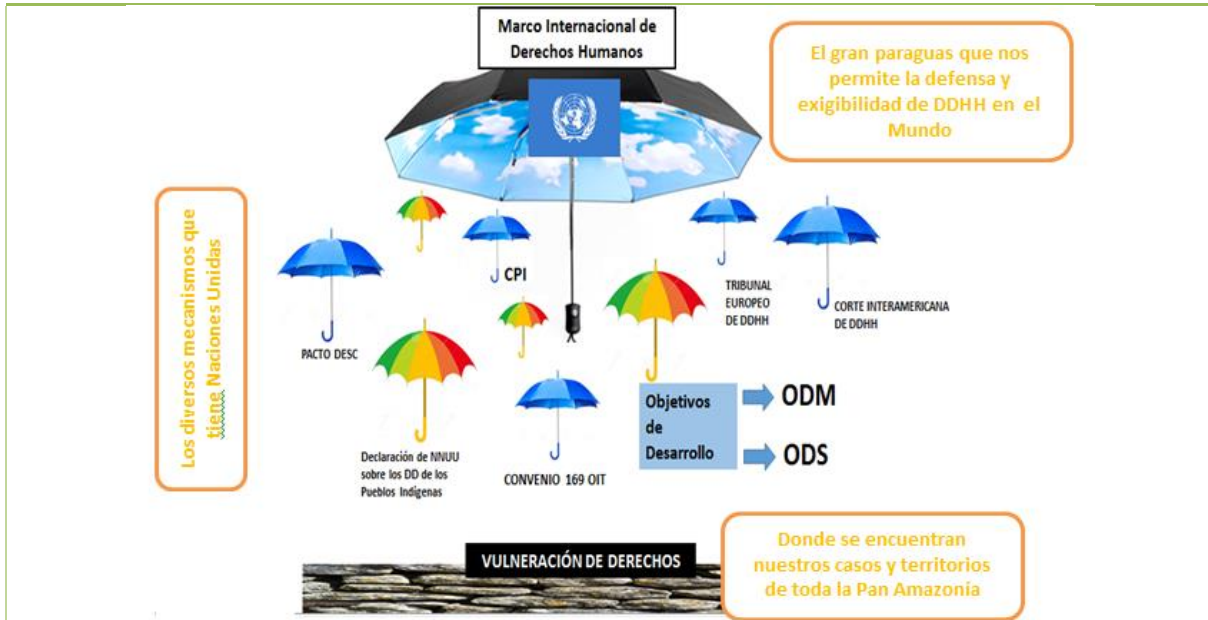 Marco Internacional de
Derechos Humanos
El gran paraguas que nos
permite la defensa y
exigibilidad de DDHH en el
Mundo
Los diversos mecanismos que
tiene Naciones Unidas
CPI
TRIBUNAL
EUROPEO
DE DDHH
CORTE INTERAMERICANA
DE DDHH
PACTO DESC
Objetivos
de
Desarrollo
ODM
ODS
Declaración de NNUU
sobre los DD de los
Pueblos Indígenas
CONVENIO 169 OIT
VULNERACIÓN DE DERECHOS
Donde se encuentran
nuestros casos y territorios
de toda la Pan Amazonía